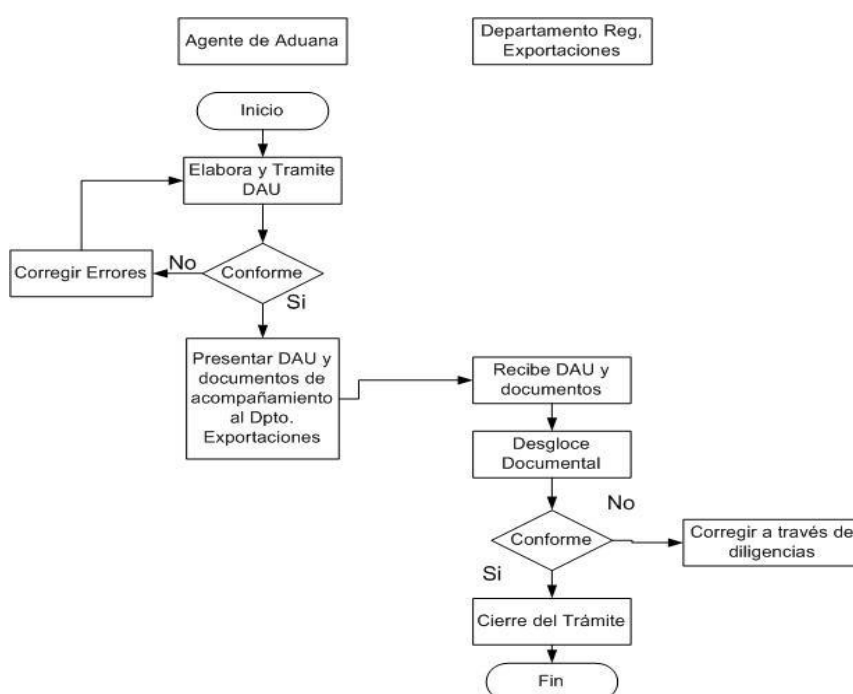 Agente de Aduana
Departamento Reg,
Exportaciones
Inicio
Elabora y Tramite
DAU
Corregir Errores
No
Conforme
Si
Presentar DAU y
documentos de
acompañamiento
al Dpto.
Exportaciones
Recibe DAU y
documentos
Desgloce
Documental
No
Conforme
Corregir a través de
diligencias
Si
Cierre del Trámite
Fin